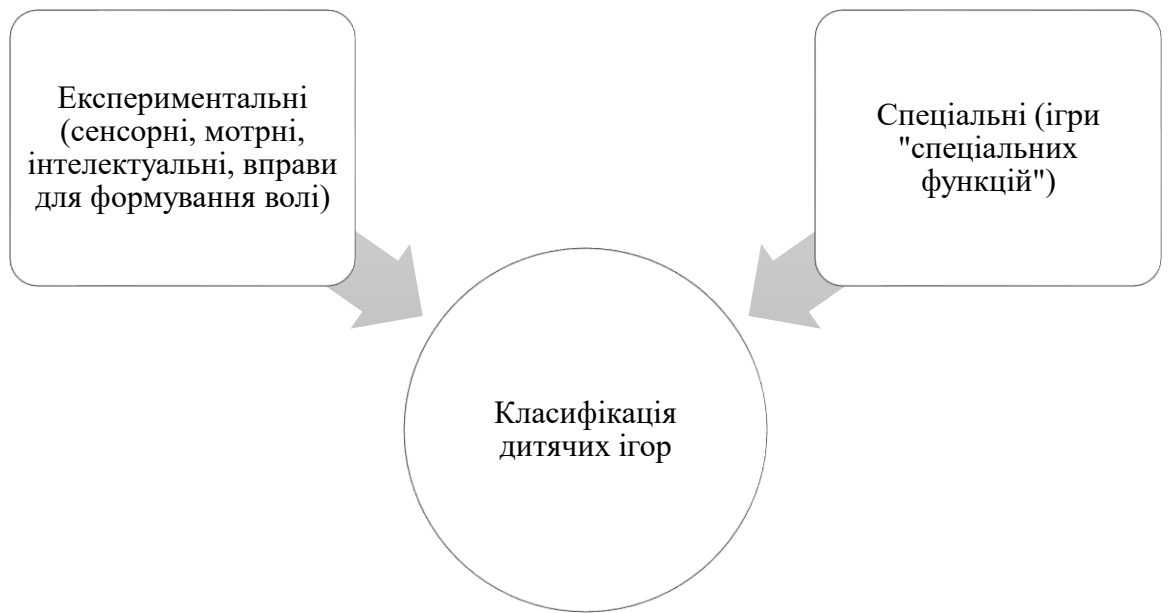 Експериментальні
(сенсорні, мотрні,
інтелектуальні, вправи
для формування волі)
Спеціальні (ігри
"спеціальних
функцій")
Класифікація
дитячих ігор